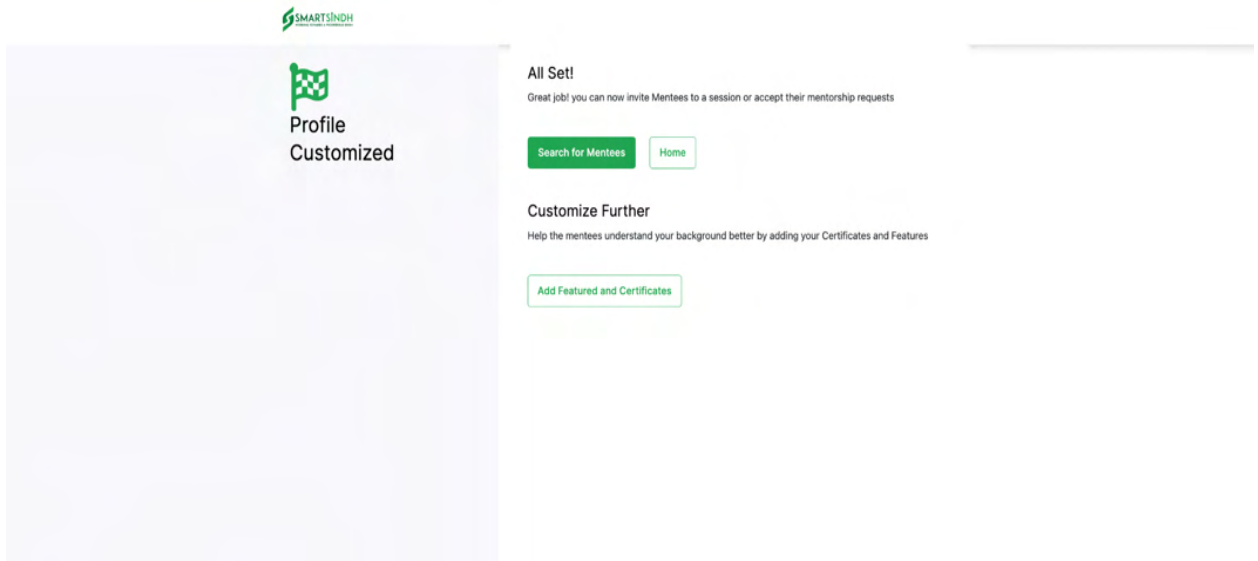 SMARTSINDH
Profile
Customized
All Set!
Great job! you can now invite Mentees to a session or accept their mentorship requests
Search for Mentees
Home
Customize Further
Help the mentees understand your background better by adding your Certificates and Features
Add Featured and Certificates